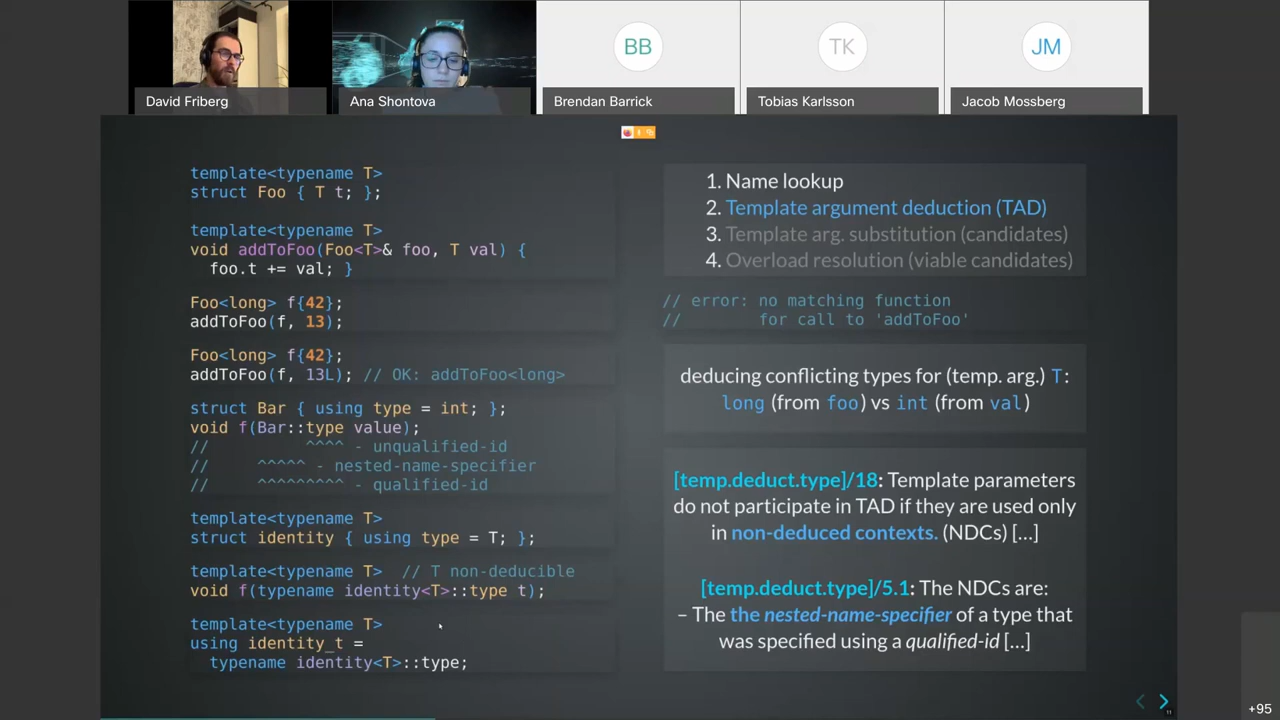 David Friberg
Ana Shontova
BB
Brendan Barrick
TK
Tobias Karlsson
JM
Jacob Mossberg
template<typename T>
struct Foo { T t; };
template<typename T>
void addToFoo(Foo<T>& foo, T val) {
foo.t += val; }
Foo<long> f{42};
addToFoo(f, 13);
Foo<long> f{42};
addToFoo(f, 13L); // OK: addToFoo<long>
struct Bar { using type = int; };
void f(Bar::type value);
// ^^^^ - unqualified-id
// ^^^^^ - nested-name-specifier
// ^^^^^^^^^ - qualified-id
template<typename T>
struct identity { using type = T; };
template<typename T> // T non-deducible
void f(typename identity<T>::type t);
template<typename T>
using identity_t =
typename identity<T>::type;
1. Name lookup
2. Template argument deduction (TAD)
3. Template arg. substitution (candidates)
4. Overload resolution (viable candidates)
// error: no matching function
// for call to 'addToFoo'
deducing conflicting types for (temp. arg.) T:
long (from foo) vs int (from val)
[temp.deduct.type]/18: Template parameters
do not participate in TAD if they are used only
in non-deduced contexts. (NDCs) [...]
[temp.deduct.type]/5.1: The NDCs are:
– The the nested-name-specifier of a type that
was specified using a qualified-id [...]
11
+95